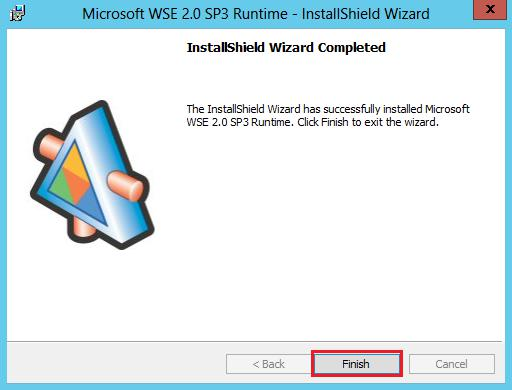 Microsoft WSE 2.0 SP3 Runtime - InstallShield Wizard
X
InstallShield Wizard Completed
The InstallShield Wizard has successfully installed Microsoft
WSE 2.0 SP3 Runtime. Click Finish to exit the wizard.
< Back Finish Cancel